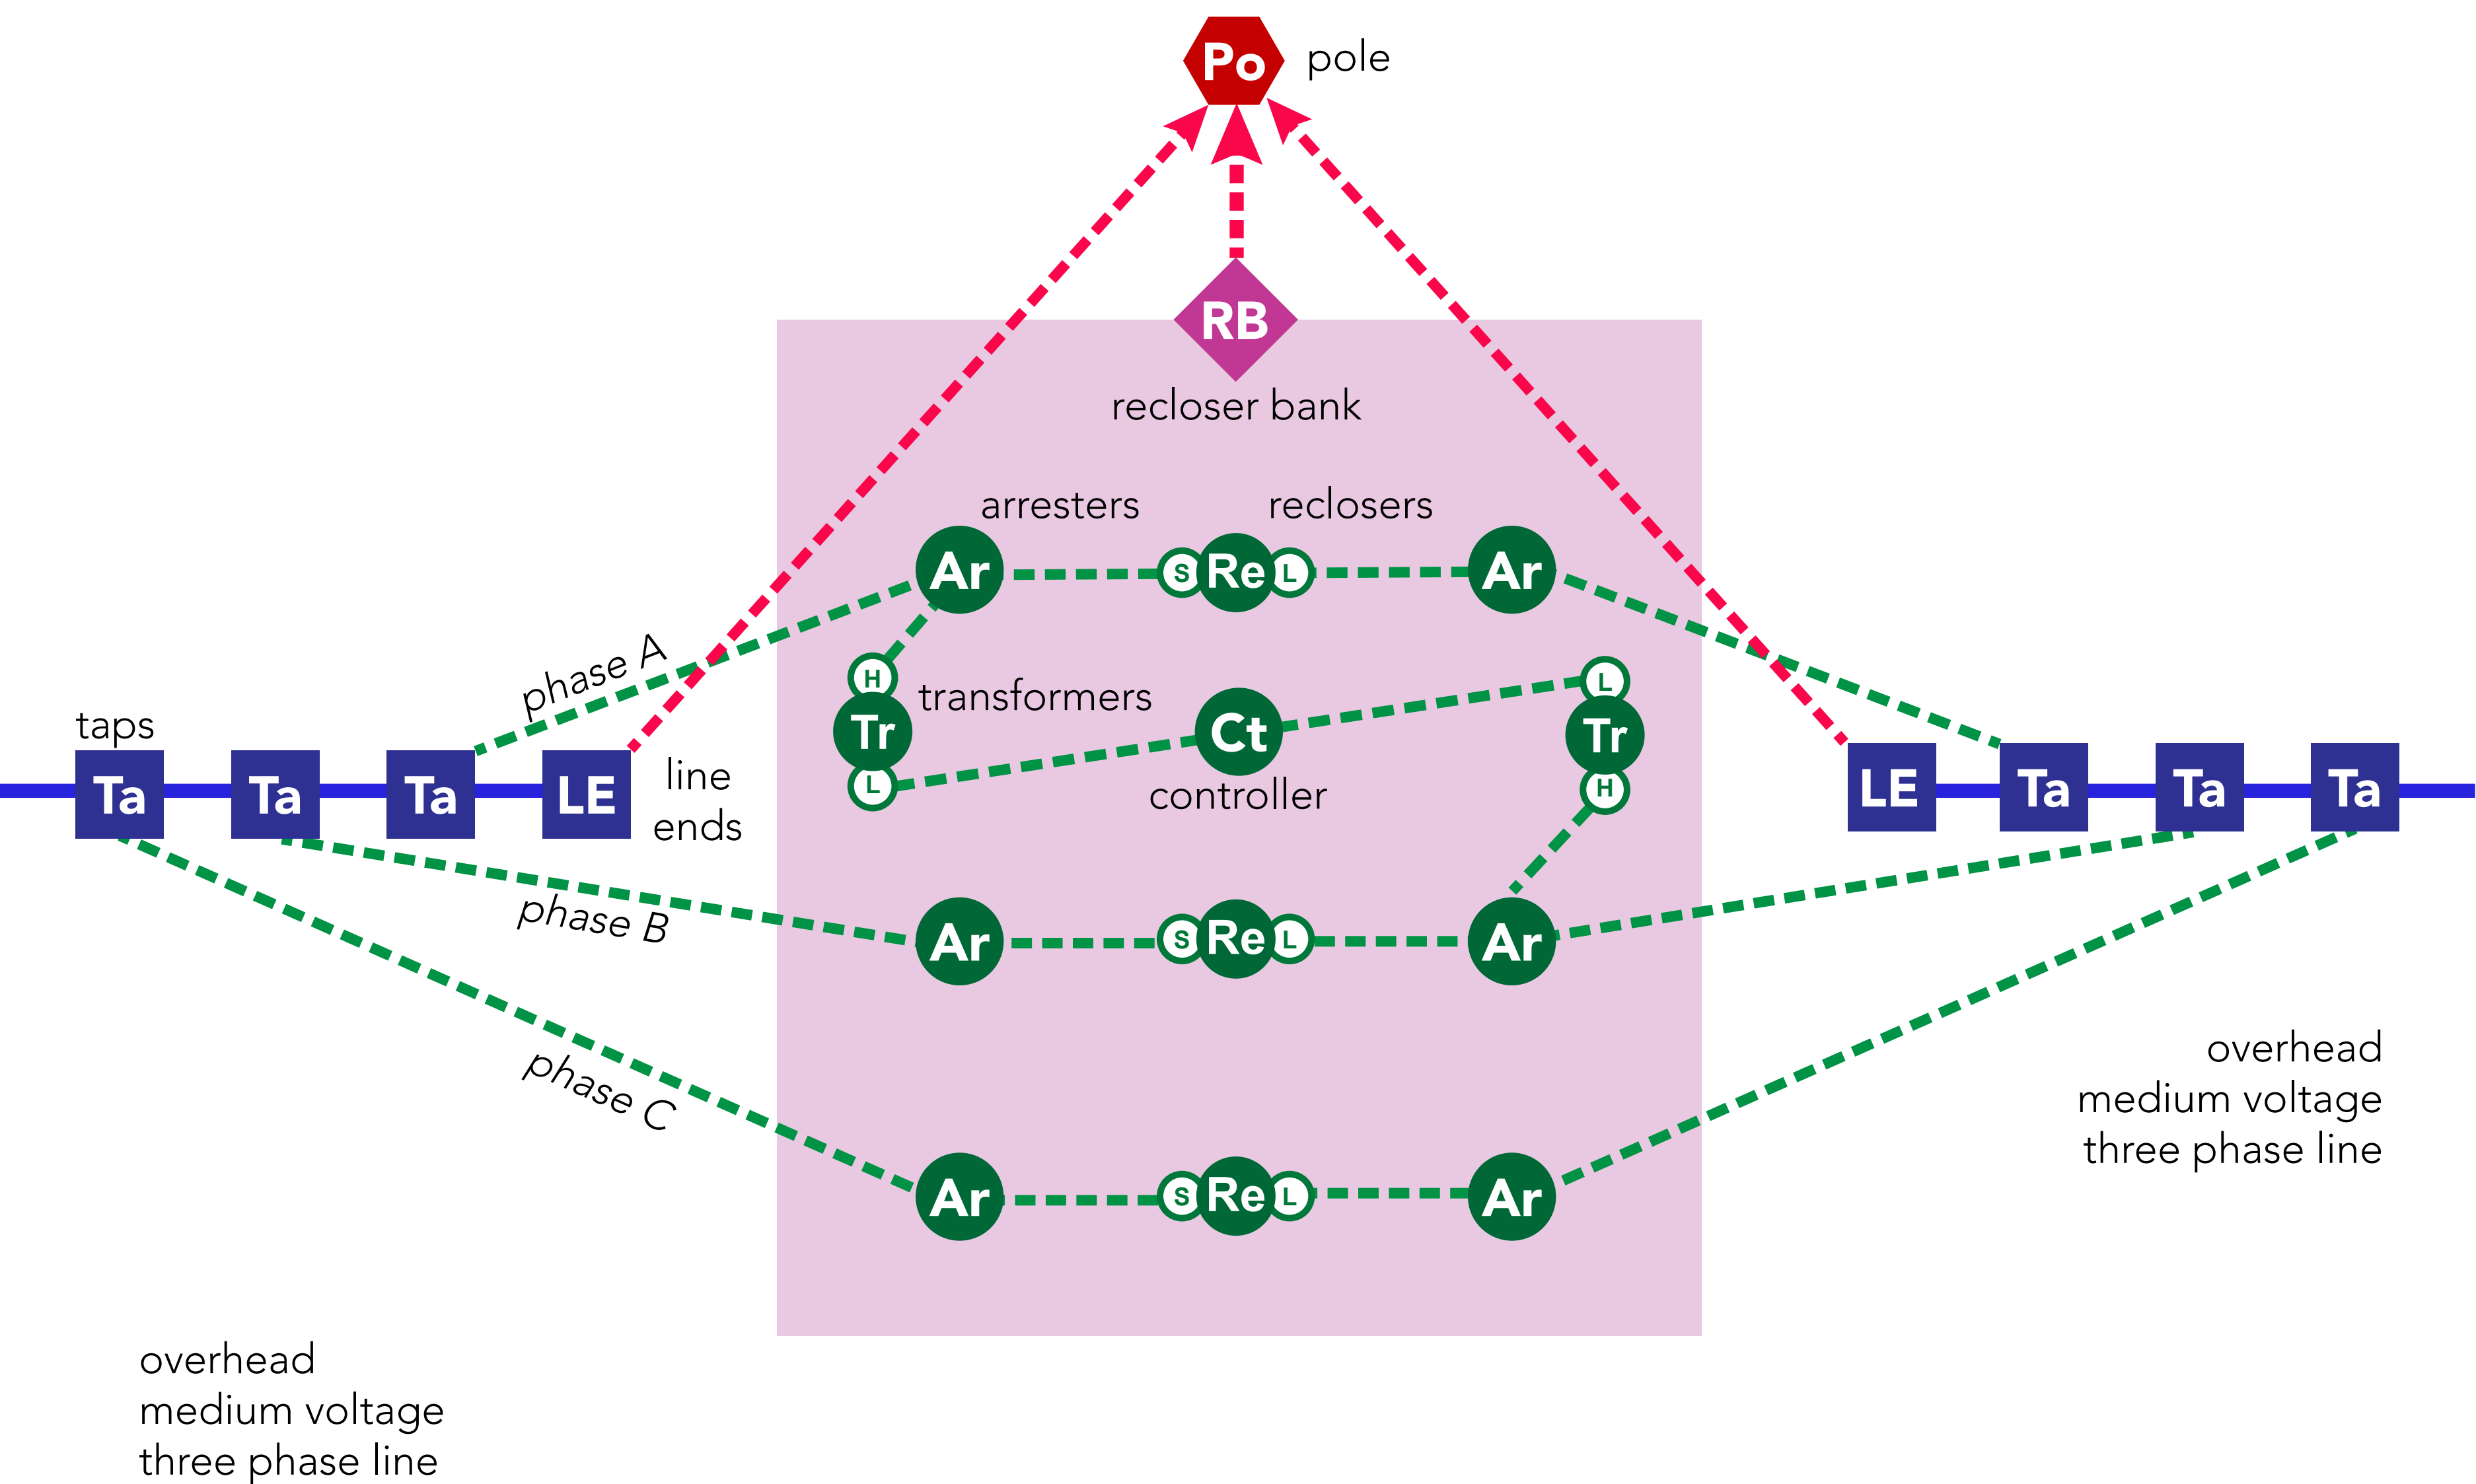 Po
pole
RB
recloser bank
arresters
reclosers
Ar
S
Re
L
Ar
phase A
H
transformers
Tr
L
Ct
controller
L
Tr
H
taps
Ta
Ta
Ta
LE
line
ends
LE
Ta
Ta
Ta
phase B
Ar
S
Re
L
Ar
phase C
Ar
S
Re
L
Ar
overhead
medium voltage
three phase line
overhead
medium voltage
three phase line